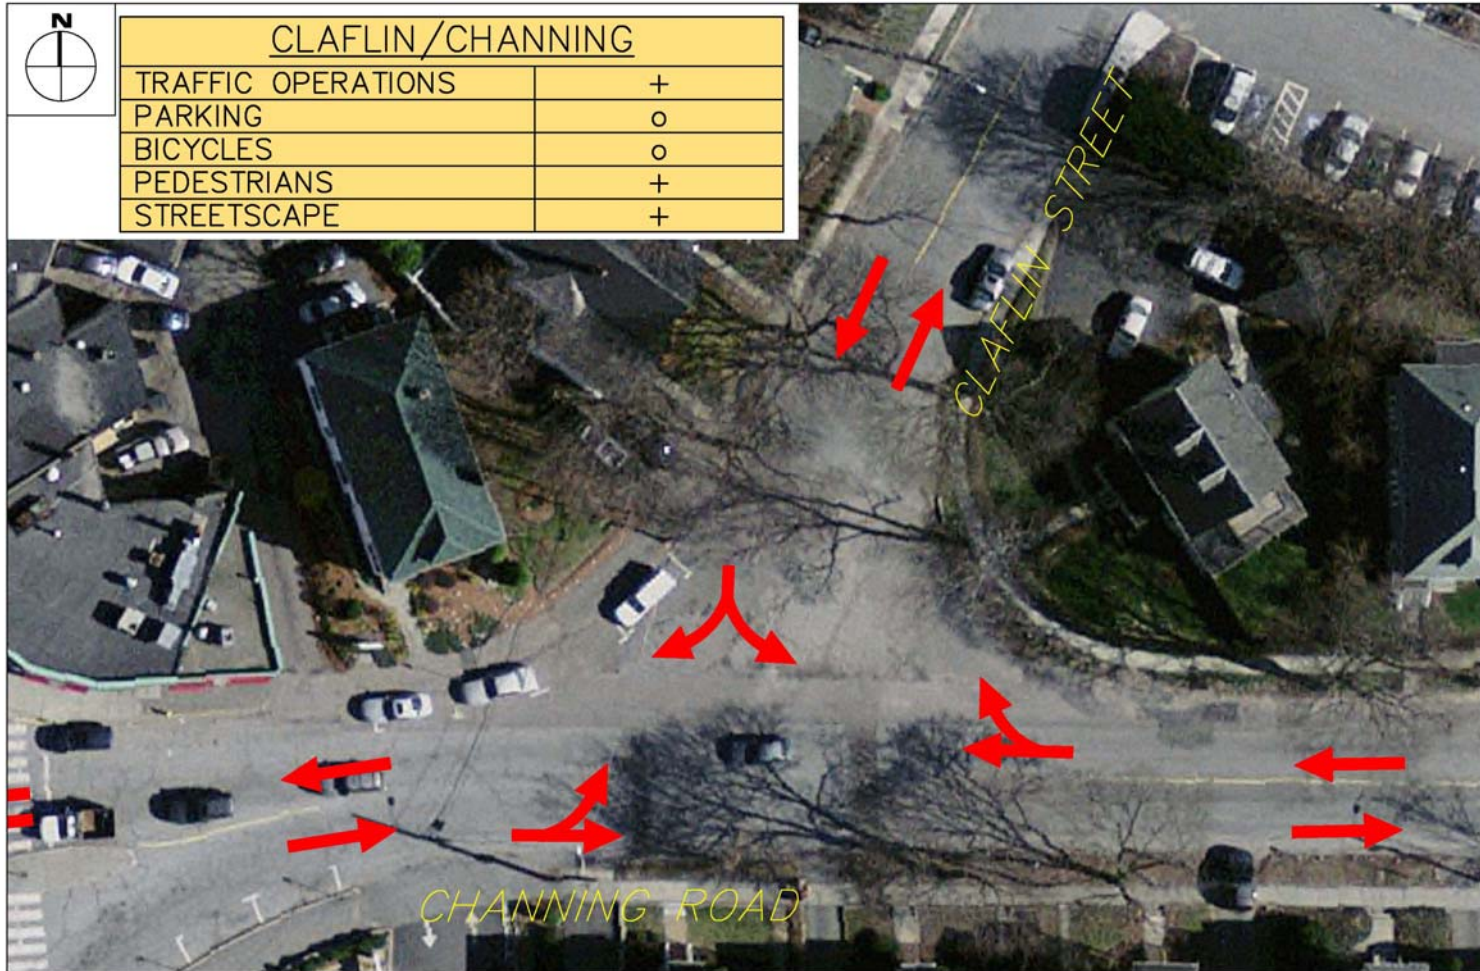 N
CLAFLIN/CHANNING
TRAFFIC OPERATIONS +
PARKING o
BICYCLES o
PEDESTRIANS +
STREETSCAPE +
CLAFLIN STREET
CHANNING ROAD